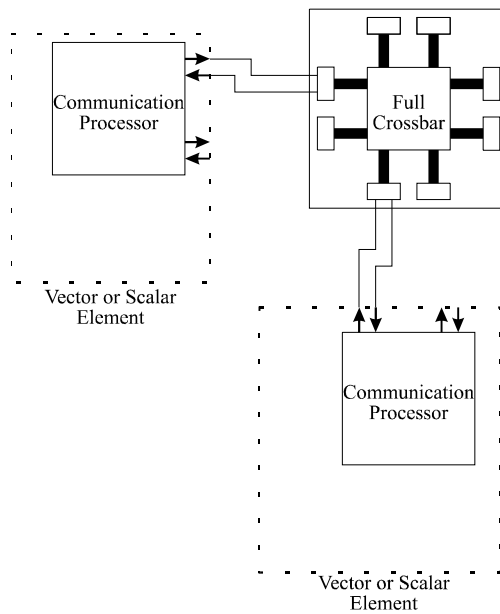 Communication
Processor
Full
Crossbar
Vector or Scalar
Element
Communication
Processor
Vector or Scalar
Element